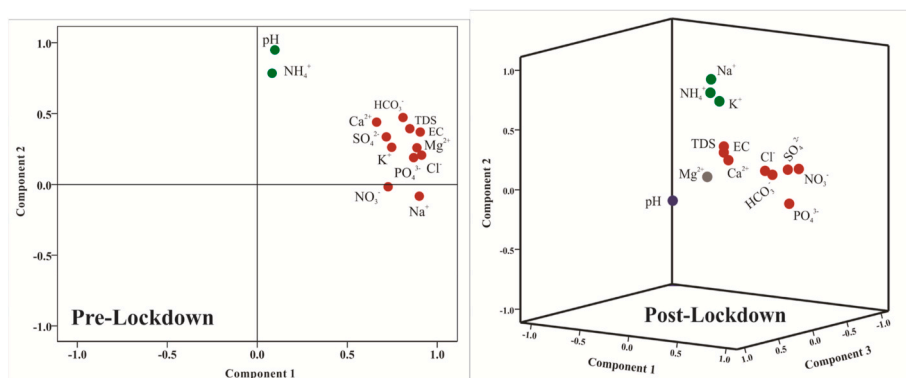 1.0
0.5
0.0
-0.5
-1.0
Component 2
pH
NH₄⁺
HCO₃⁻
Ca²⁺
TDS
SO₄²⁻
EC
Mg²⁺
K⁺
PO₄³⁻
Cl⁻
NO₃⁻
Na⁺
Pre-Lockdown
-1.0 -0.5 0.0 0.5 1.0
Component 1
1.0
0.5
0.0
-0.5
-1.0
Component 2
Na⁺
NH₄⁺
K⁺
TDS
EC
Ca²⁺
Mg²⁺
Cl⁻
HCO₃⁻
NO₃⁻
PO₄³⁻
pH
Post-Lockdown
-1.0 -0.5 0.0 0.5 1.0
Component 1
1.0 0.5 0.0 -0.5 -1.0
Component 3